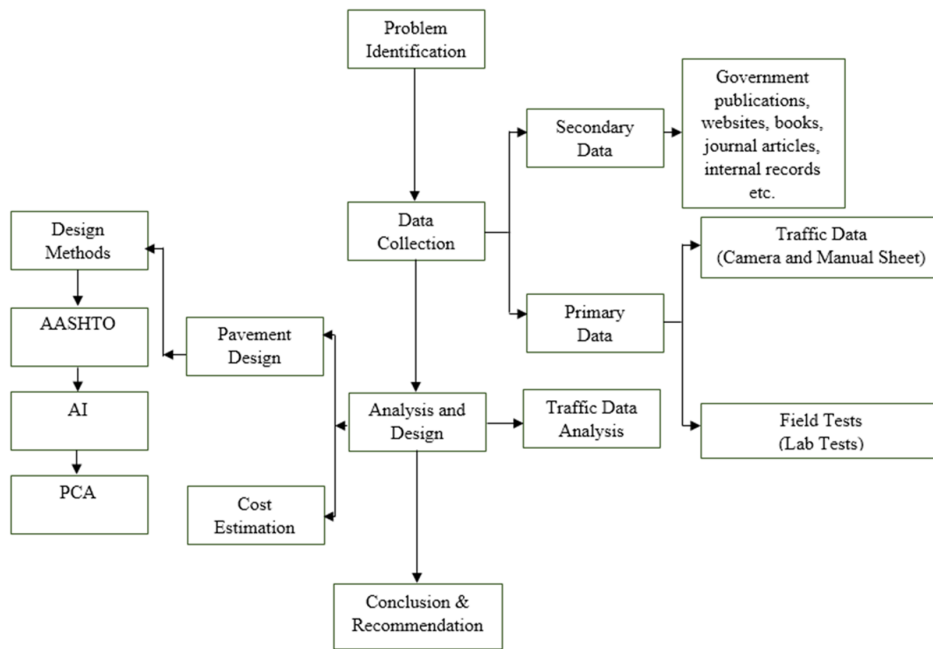 Problem
Identification
Government
publications,
websites, books,
journal articles,
internal records
etc.
Secondary
Data
Data
Collection
Design
Methods
Traffic Data
(Camera and Manual Sheet)
AASHTO
Pavement
Design
Primary
Data
AI
Analysis and
Design
Traffic Data
Analysis
Field Tests
(Lab Tests)
PCA
Cost
Estimation
Conclusion &
Recommendation